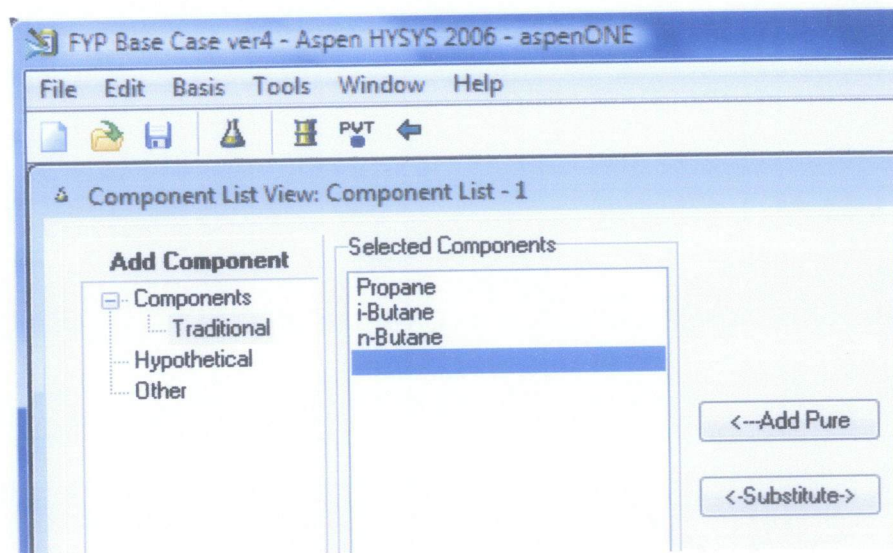 FYP Base Case ver4 - Aspen HYSYS 2006 - aspenONE
File Edit Basis Tools Window Help
PVT
Component List View: Component List - 1
Add Component
Components
Traditional
Hypothetical
Other
Selected Components
Propane
i-Butane
n-Butane
<---Add Pure
<-Substitute->